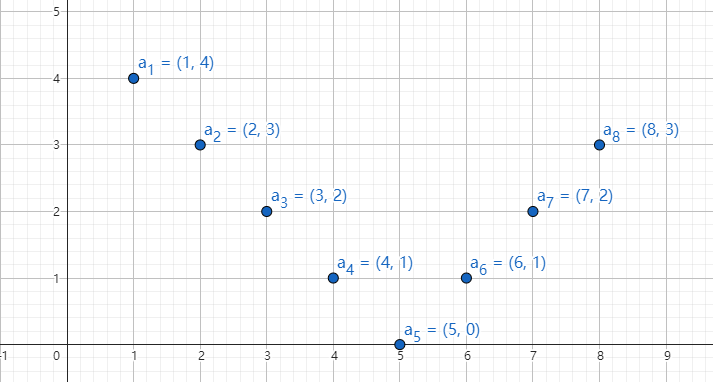 5
a1 = (1, 4)
4
a2 = (2, 3)
a8 = (8, 3)
3
a3 = (3, 2)
a7 = (7, 2)
2
a4 = (4, 1)
a6 = (6, 1)
1
a5 = (5, 0)
-1 0 1 2 3 4 5 6 7 8 9